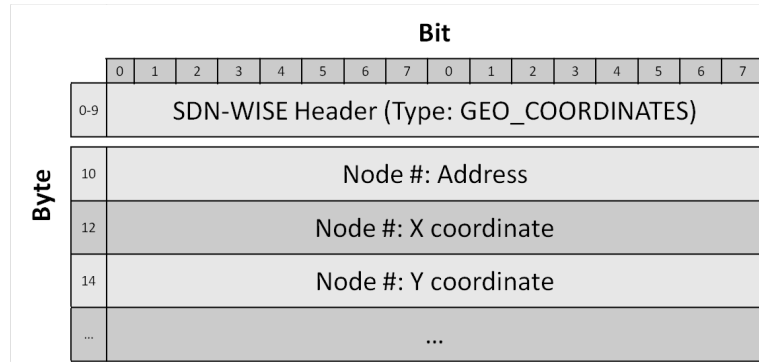 Bit
0 1 2 3 4 5 6 7 0 1 2 3 4 5 6 7
Byte
0-9 SDN-WISE Header (Type: GEO_COORDINATES)
10 Node #: Address
12 Node #: X coordinate
14 Node #: Y coordinate
... ...